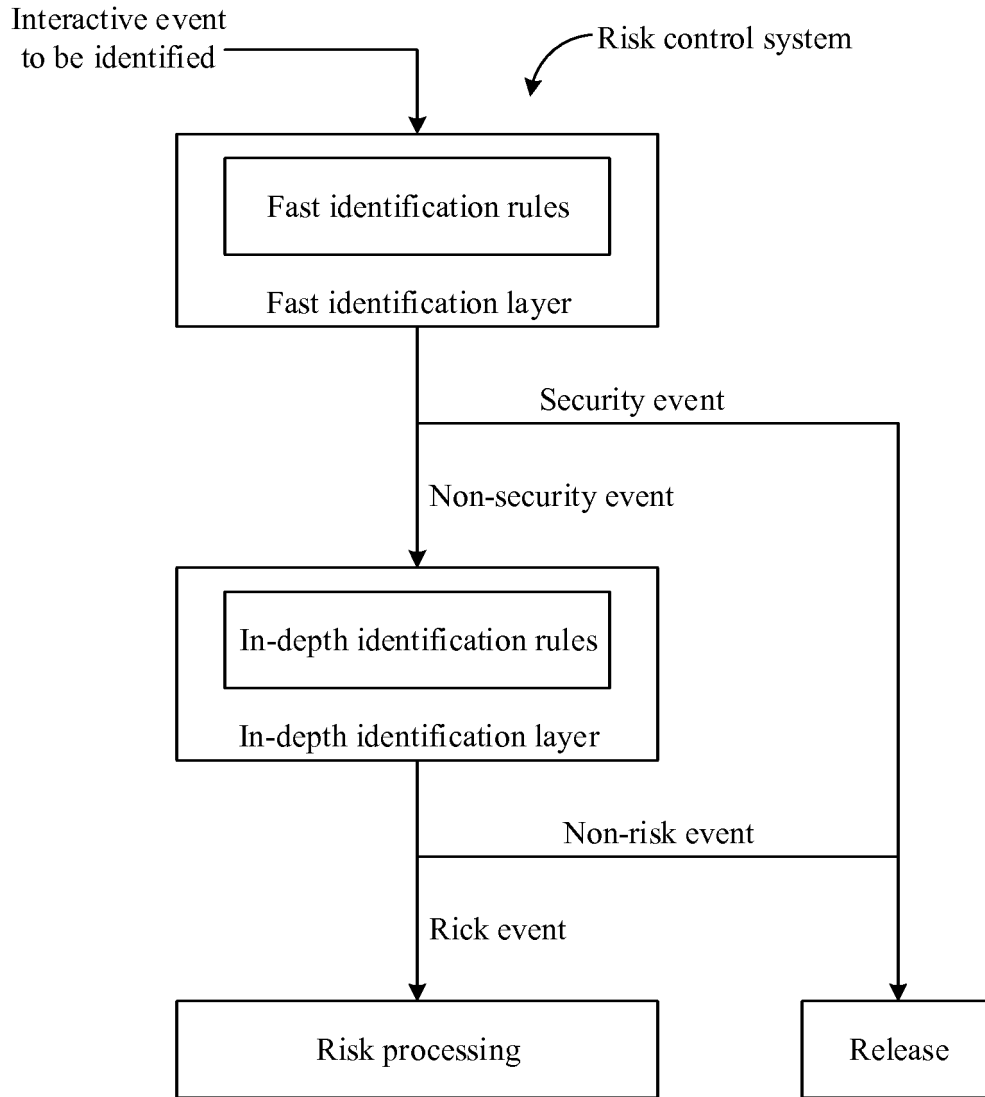 Interactive event
to be identified
Risk control system
Fast identification rules
Fast identification layer
Security event
Non-security event
In-depth identification rules
In-depth identification layer
Non-risk event
Rick event
Risk processing
Release